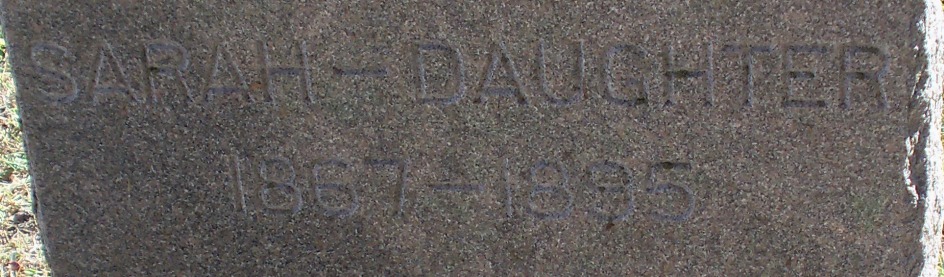 SARAH – DAUGHTER
1867 – 1895